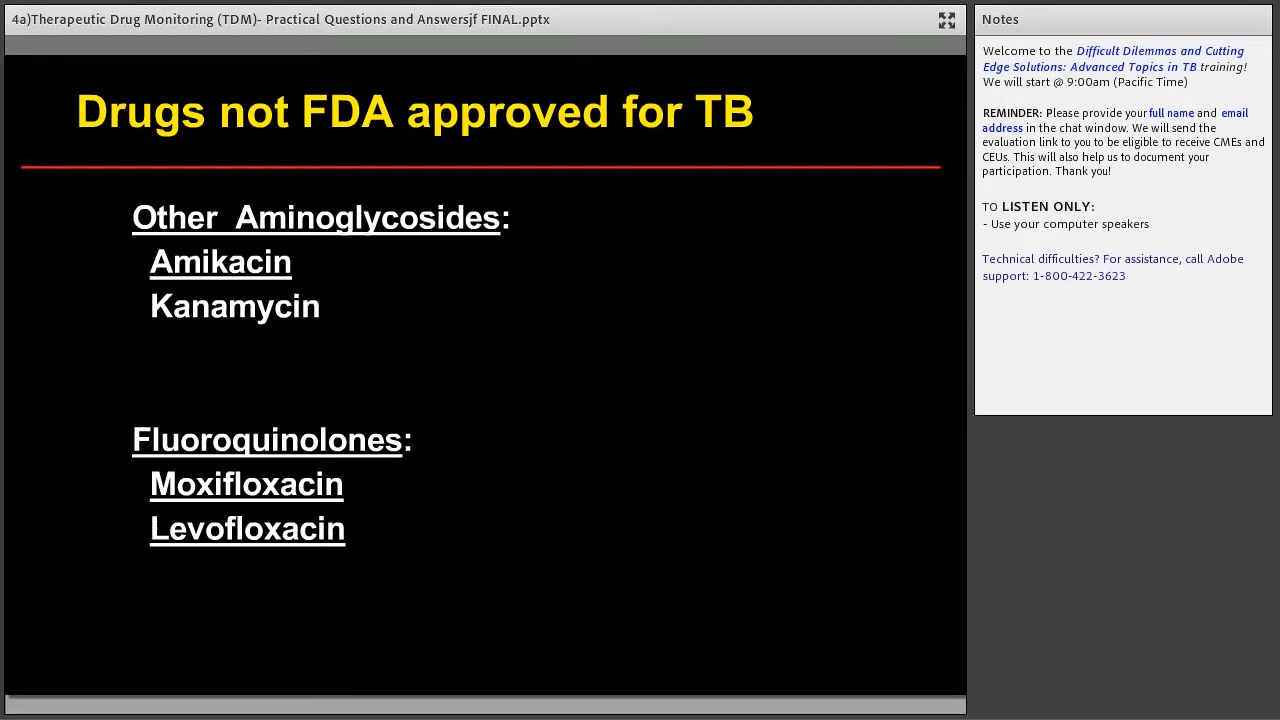 4a)Therapeutic Drug Monitoring (TDM)- Practical Questions and Answersjf FINAL.pptx
Drugs not FDA approved for TB
Other Aminoglycosides:
Amikacin
Kanamycin
Fluoroquinolones:
Moxifloxacin
Levofloxacin
Notes
Welcome to the Difficult Dilemmas and Cutting
Edge Solutions: Advanced Topics in TB training!
We will start @ 9:00am (Pacific Time)
REMINDER: Please provide your full name and email
address in the chat window. We will send the
evaluation link to you to be eligible to receive CMEs and
CEUs. This will also help us to document your
participation. Thank you!
TO LISTEN ONLY:
- Use your computer speakers
Technical difficulties? For assistance, call Adobe
support: 1-800-422-3623